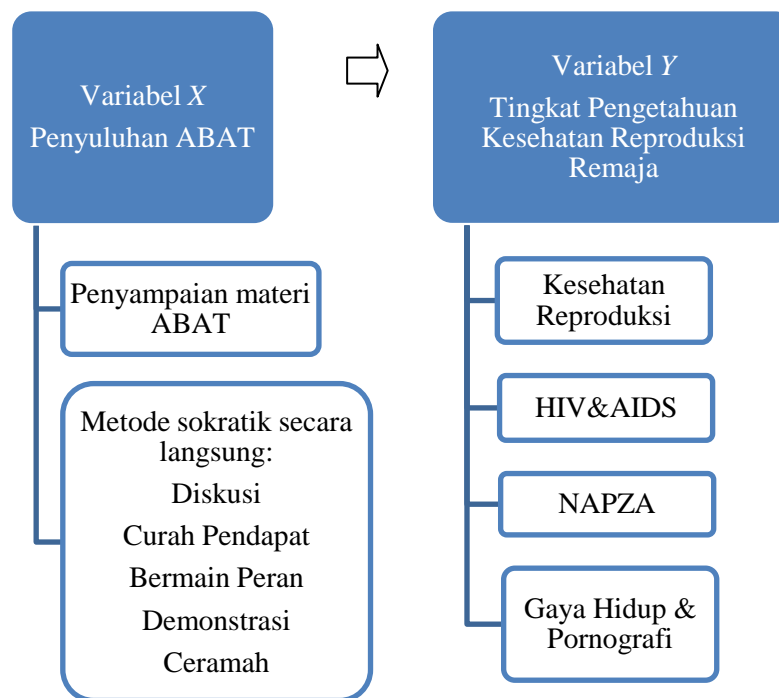 Variabel X
Penyuluhan ABAT
Penyampaian materi
ABAT
Metode sokratik secara
langsung:
Diskusi
Curah Pendapat
Bermain Peran
Demonstrasi
Ceramah
Variabel Y
Tingkat Pengetahuan
Kesehatan Reproduksi
Remaja
Kesehatan
Reproduksi
HIV&AIDS
NAPZA
Gaya Hidup &
Pornografi